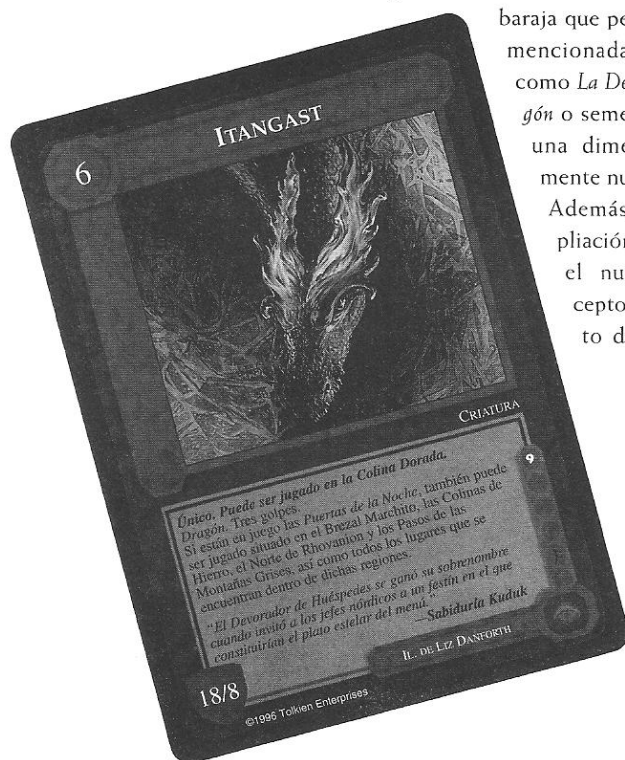 baraja que pe
mencionada
como La De
gón o seme
una dime
mente nu
Además
pliación
el nu
cepto
to d
ITANGAST
6
CRIATURA
Único. Puede ser jugado en la Colina Dorada.
Dragón. Tres golpes.
Si están en juego las Puertas de la Noche, también puede
ser jugado situado en el Brezal Marchito, las Colinas de
Hierro, el Norte de Rhovanion y los Pasos de las
Montañas Grises, así como todos los lugares que se
encuentran dentro de dichas regiones.
"El Devorador de Huéspedes se ganó su sobrenombre
cuando invitó a los jefes nórdicos a un festín en el que
constituirían el plato estelar del menú."
—Sabiduría Kuduk
9
IL. DE LIZ DANFORTH
18/8
©1996 Tolkien Enterprises